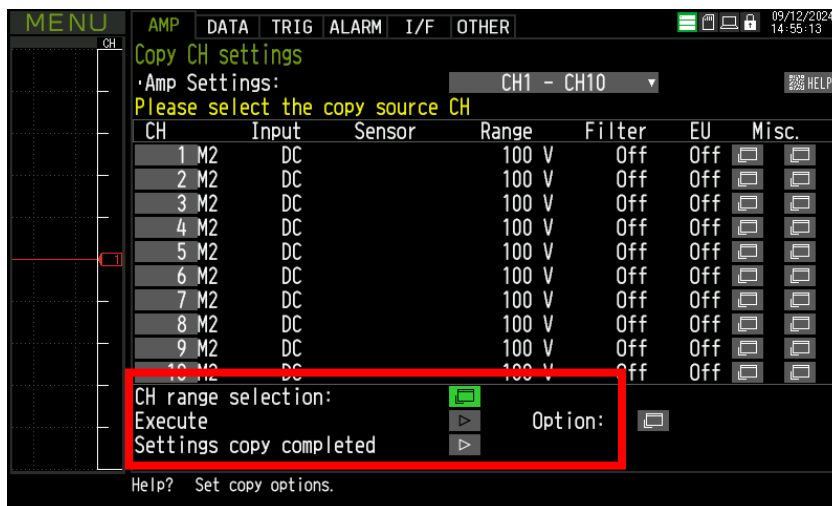 MENU AMP DATA TRIG ALARM I/F OTHER 09/12/2024
14:55:13
CH
Copy CH settings
·Amp Settings: CH1 - CH10 ▼ HELP
Please select the copy source CH
CH Input Sensor Range Filter EU Misc.
1 M2 DC 100 V Off Off
2 M2 DC 100 V Off Off
3 M2 DC 100 V Off Off
4 M2 DC 100 V Off Off
5 M2 DC 100 V Off Off
1
6 M2 DC 100 V Off Off
7 M2 DC 100 V Off Off
8 M2 DC 100 V Off Off
9 M2 DC 100 V Off Off
10 M2 DC 100 V Off Off
CH range selection:
Execute Option:
Settings copy completed
Help? Set copy options.